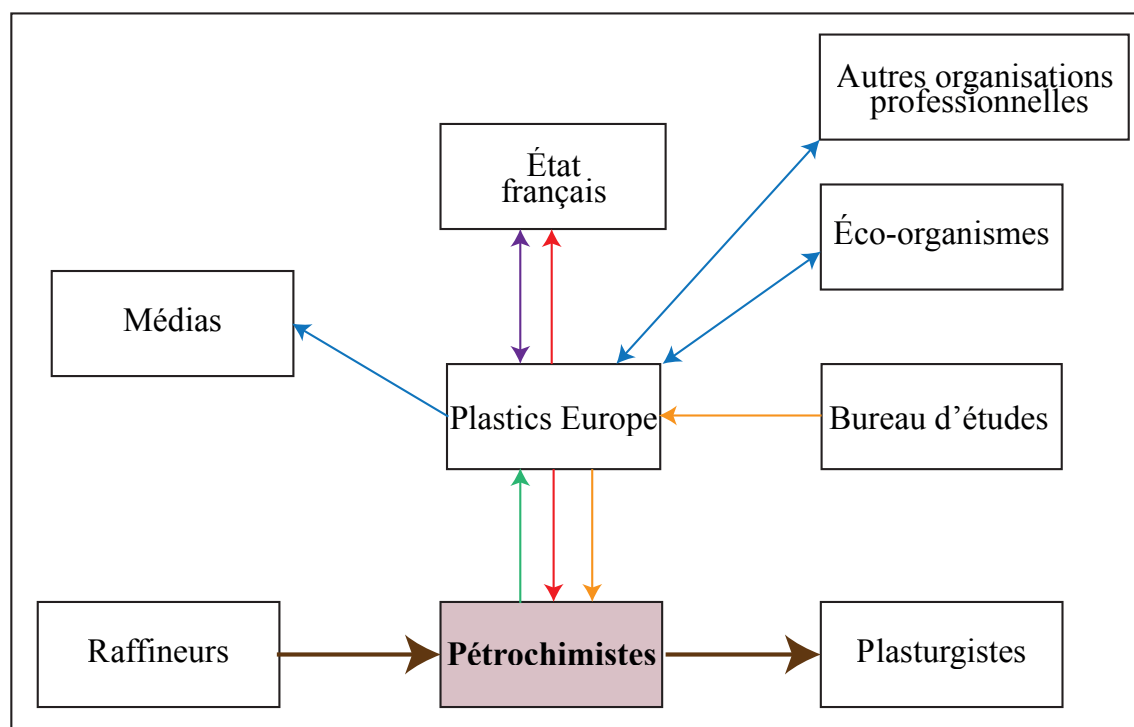 Autres organisations
professionnelles
État
français
Éco-organismes
Médias
Plastics Europe
Bureau d’études
Raffineurs
Pétrochimistes
Plasturgistes